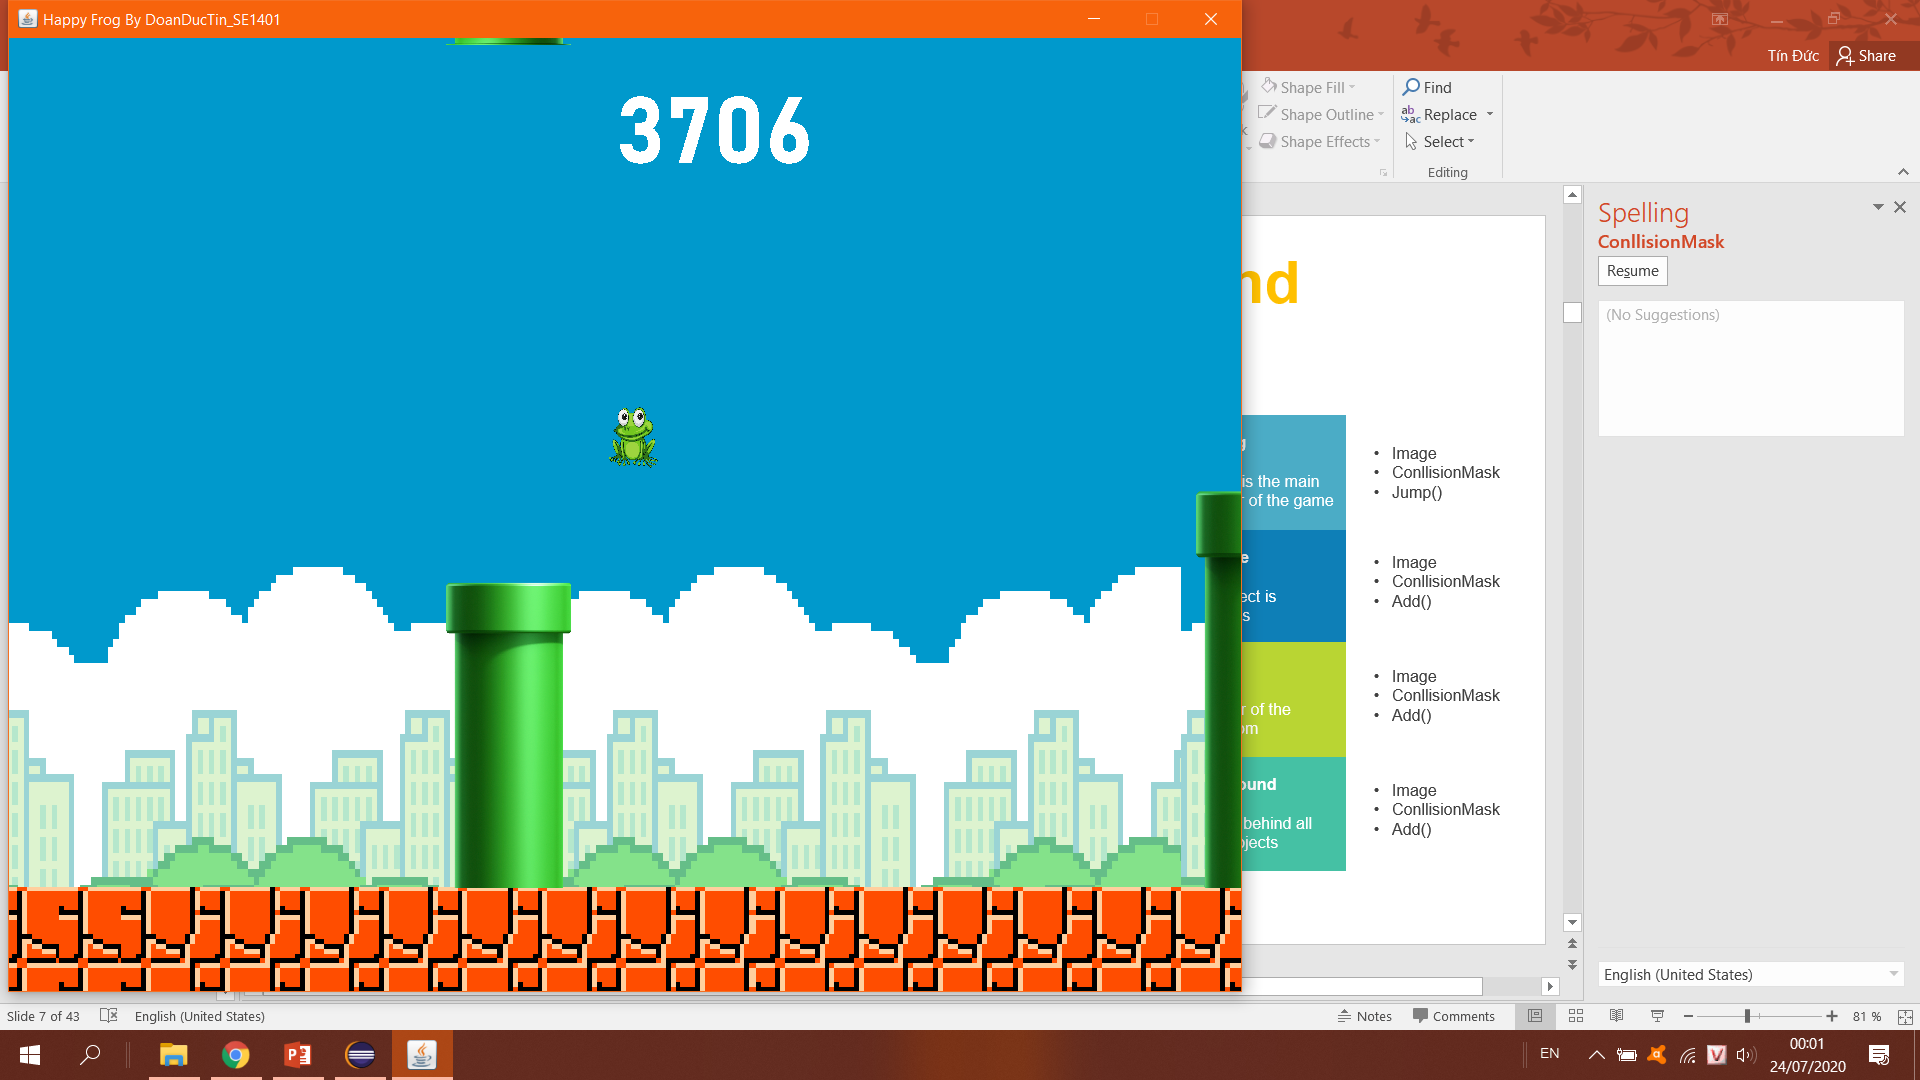 Happy Frog By DoanDucTin_SE1401
3706
Tín Đức
Share
Shape Fill
Shape Outline
Shape Effects
Find
Replace
Select
Editing
Spelling
ConllisionMask
Resume
(No Suggestions)
English (United States)
nd
is the main
of the game
• Image
• ConllisionMask
• Jump()
e
ect is
s
• Image
• ConllisionMask
• Add()
r of the
om
• Image
• ConllisionMask
• Add()
ound
behind all
bjects
• Image
• ConllisionMask
• Add()
Slide 7 of 43
English (United States)
Notes
Comments
81 %
EN
00:01
24/07/2020